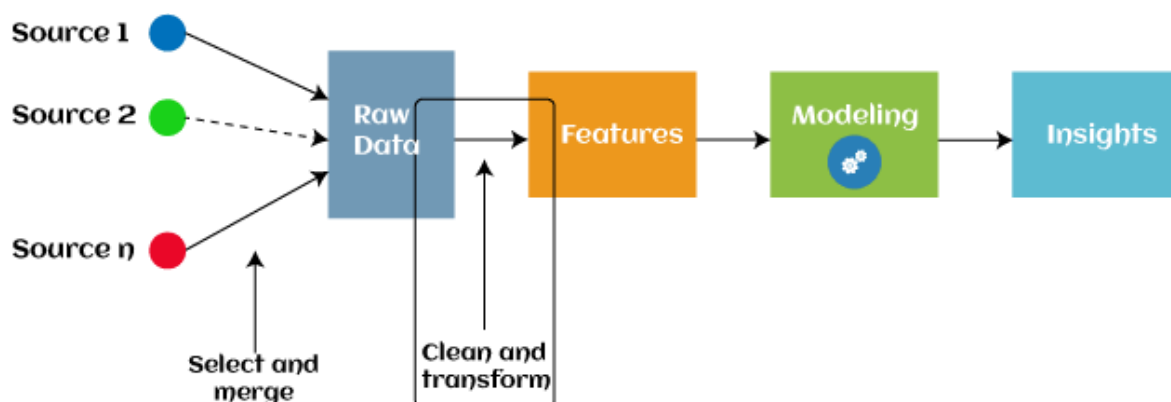 Source 1
Source 2
Source n
Raw
Data
Features
Modeling
Insights
Select and
merge
Clean and
transform